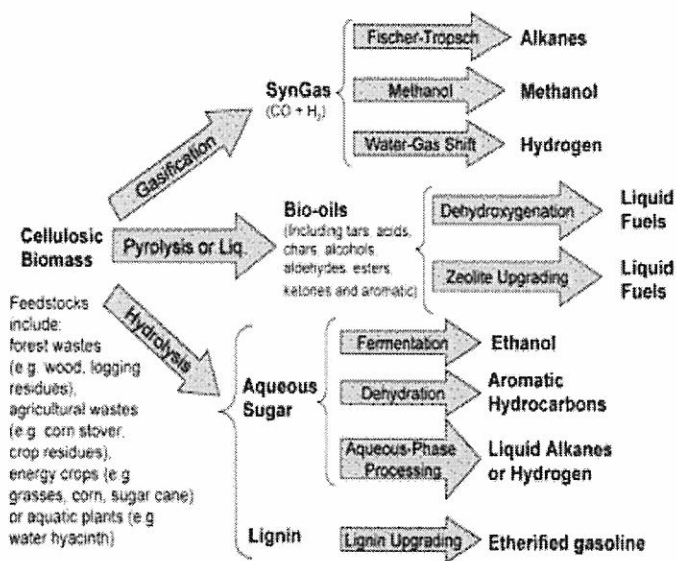 Fischer-Tropsch
Alkanes
SynGas
(CO + H₂)
Methanol
Methanol
Water-Gas Shift
Hydrogen
Gasification
Cellulosic
Biomass
Pyrolysis or Liq.
Bio-oils
(Including tars, acids,
chars, alcohols
aldehydes, esters,
ketones and aromatic)
Dehydroxygenation
Liquid
Fuels
Zeolite Upgrading
Liquid
Fuels
Hydrolysis
Feedstocks
include:
forest wastes
(e.g. wood, logging
residues),
agricultural wastes
(e.g. corn stover,
crop residues),
energy crops (e.g
grasses, corn, sugar cane)
or aquatic plants (e.g
water hyacinth)
Aqueous
Sugar
Fermentation
Ethanol
Dehydration
Aromatic
Hydrocarbons
Aqueous-Phase
Processing
Liquid Alkanes
or Hydrogen
Lignin
Lignin Upgrading
Etherified gasoline